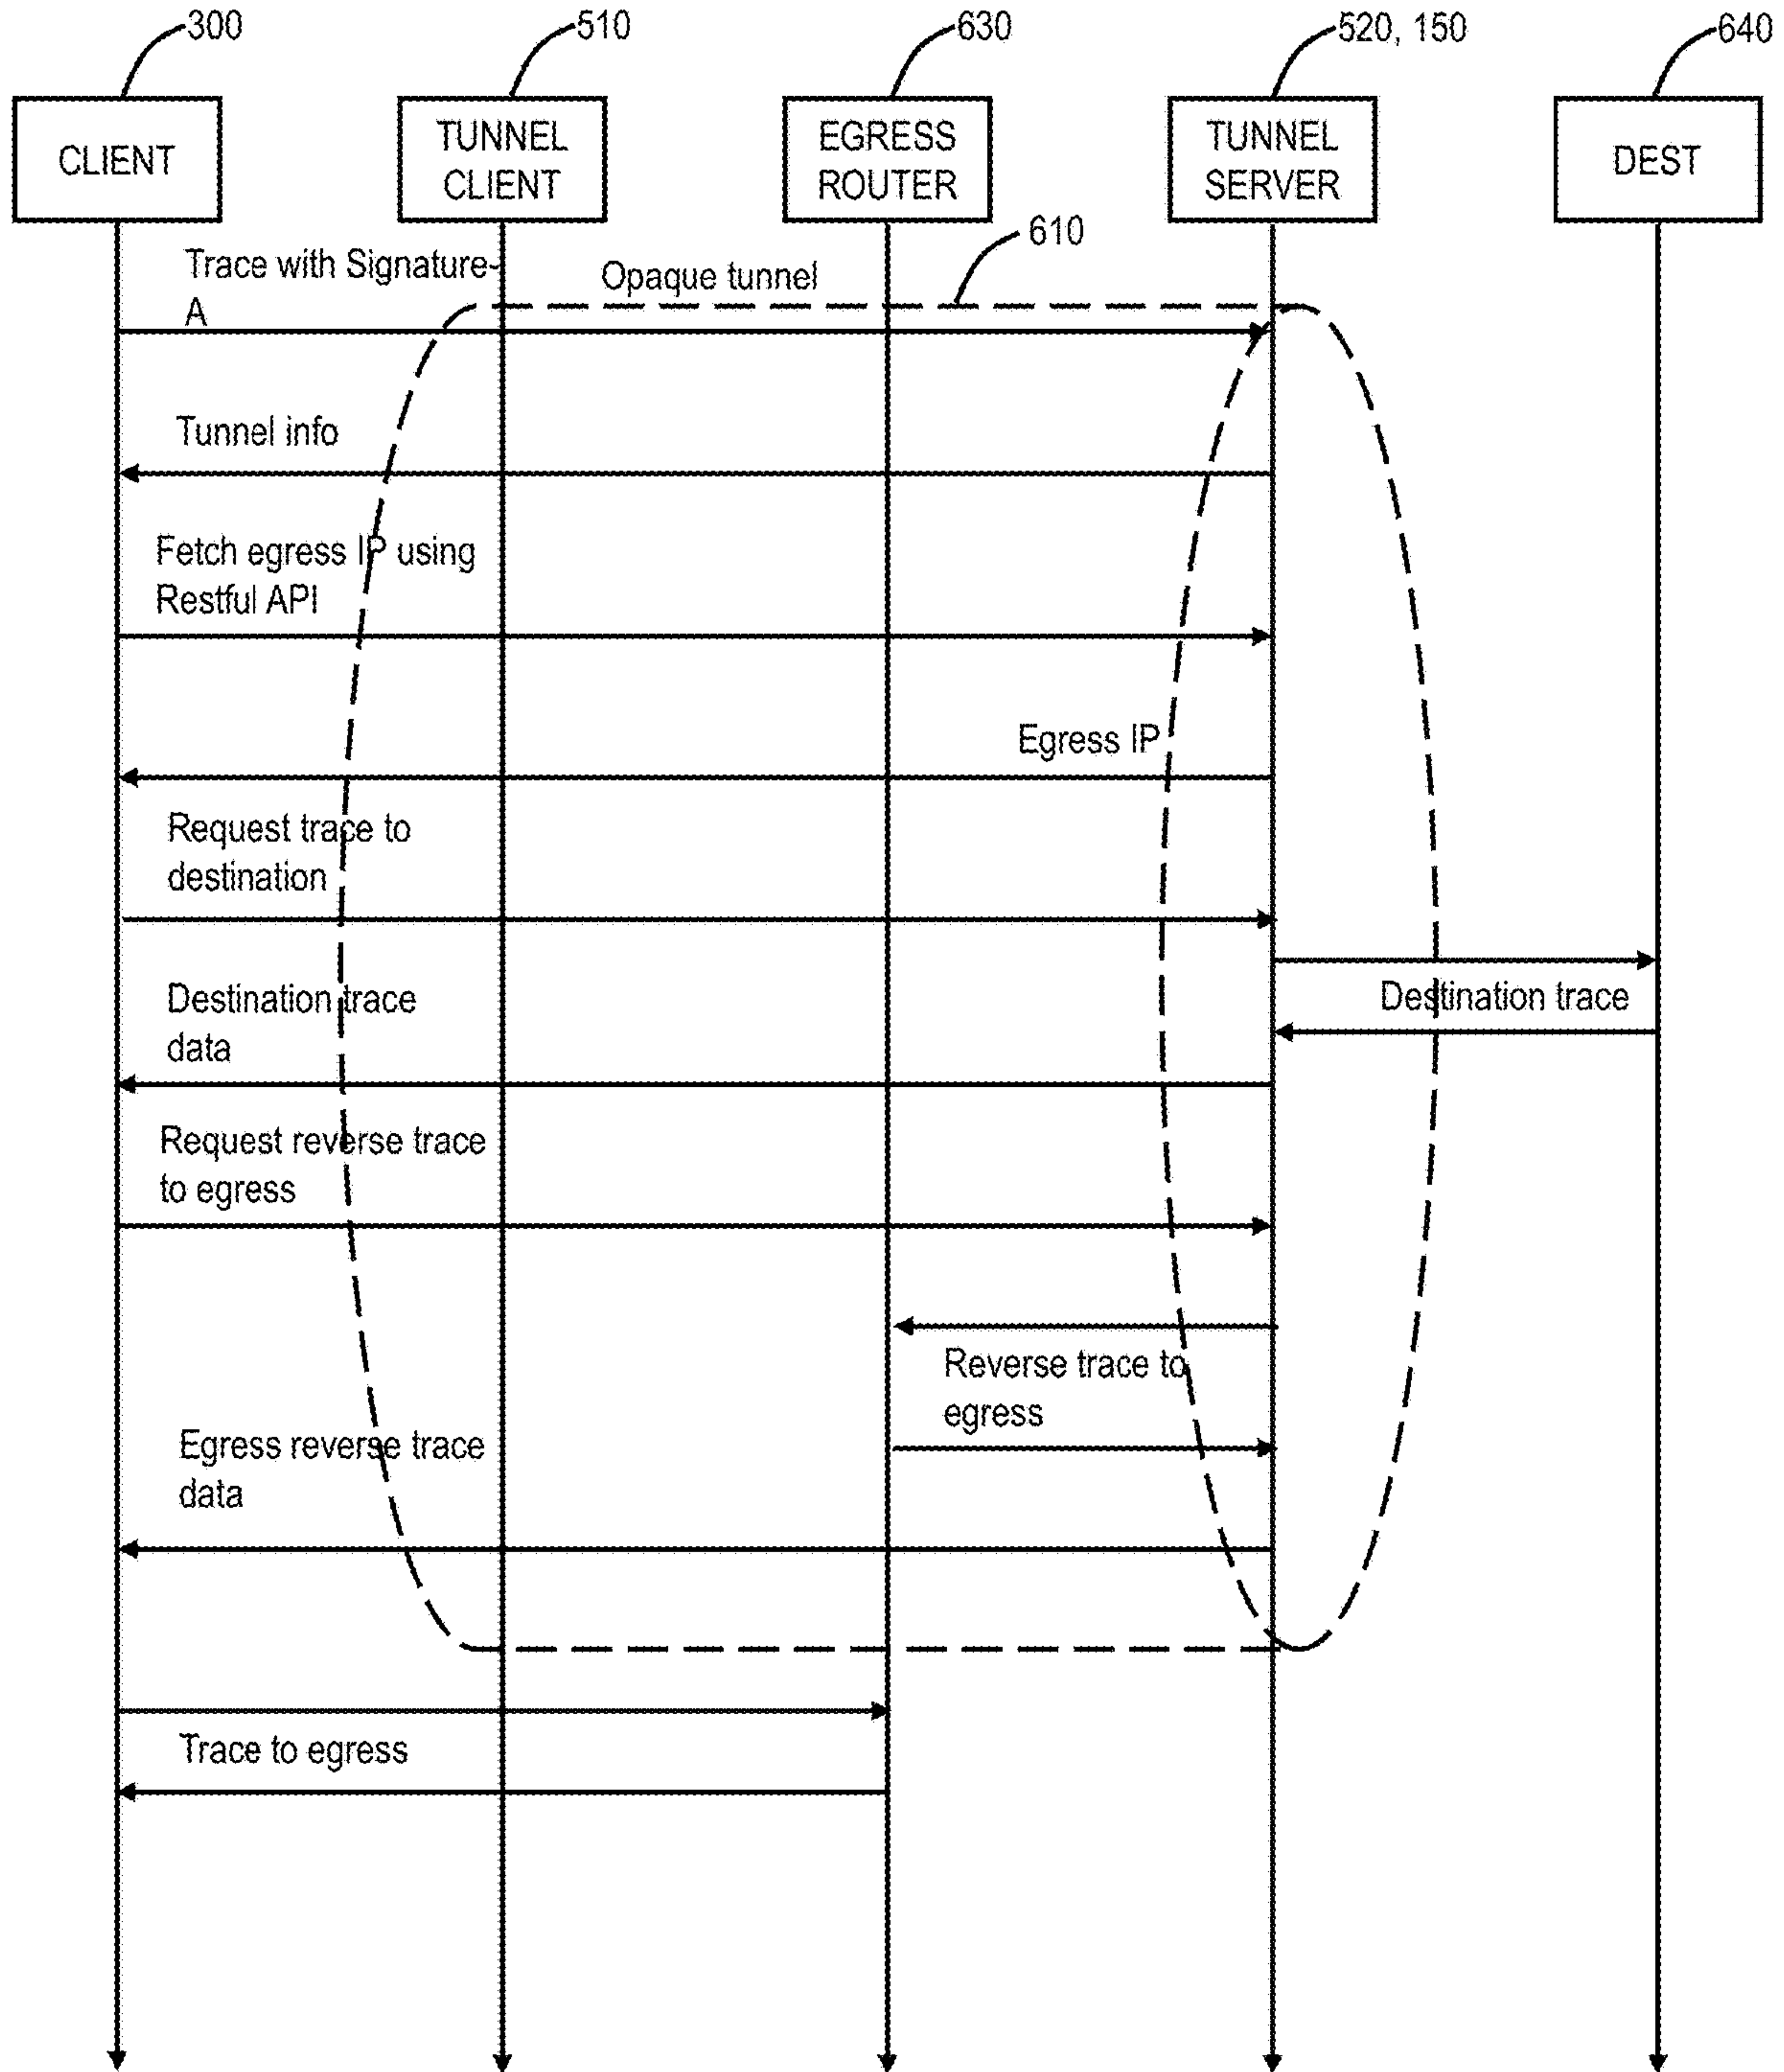 300
510
630
520, 150
640
CLIENT
TUNNEL
CLIENT
EGRESS
ROUTER
TUNNEL
SERVER
DEST
610
Trace with Signature-
A
Opaque tunnel
Tunnel info
Fetch egress IP using
Restful API
Egress IP
Request trace to
destination
Destination trace
Destination trace
data
Request reverse trace
to egress
Reverse trace to
egress
Egress reverse trace
data
Trace to egress